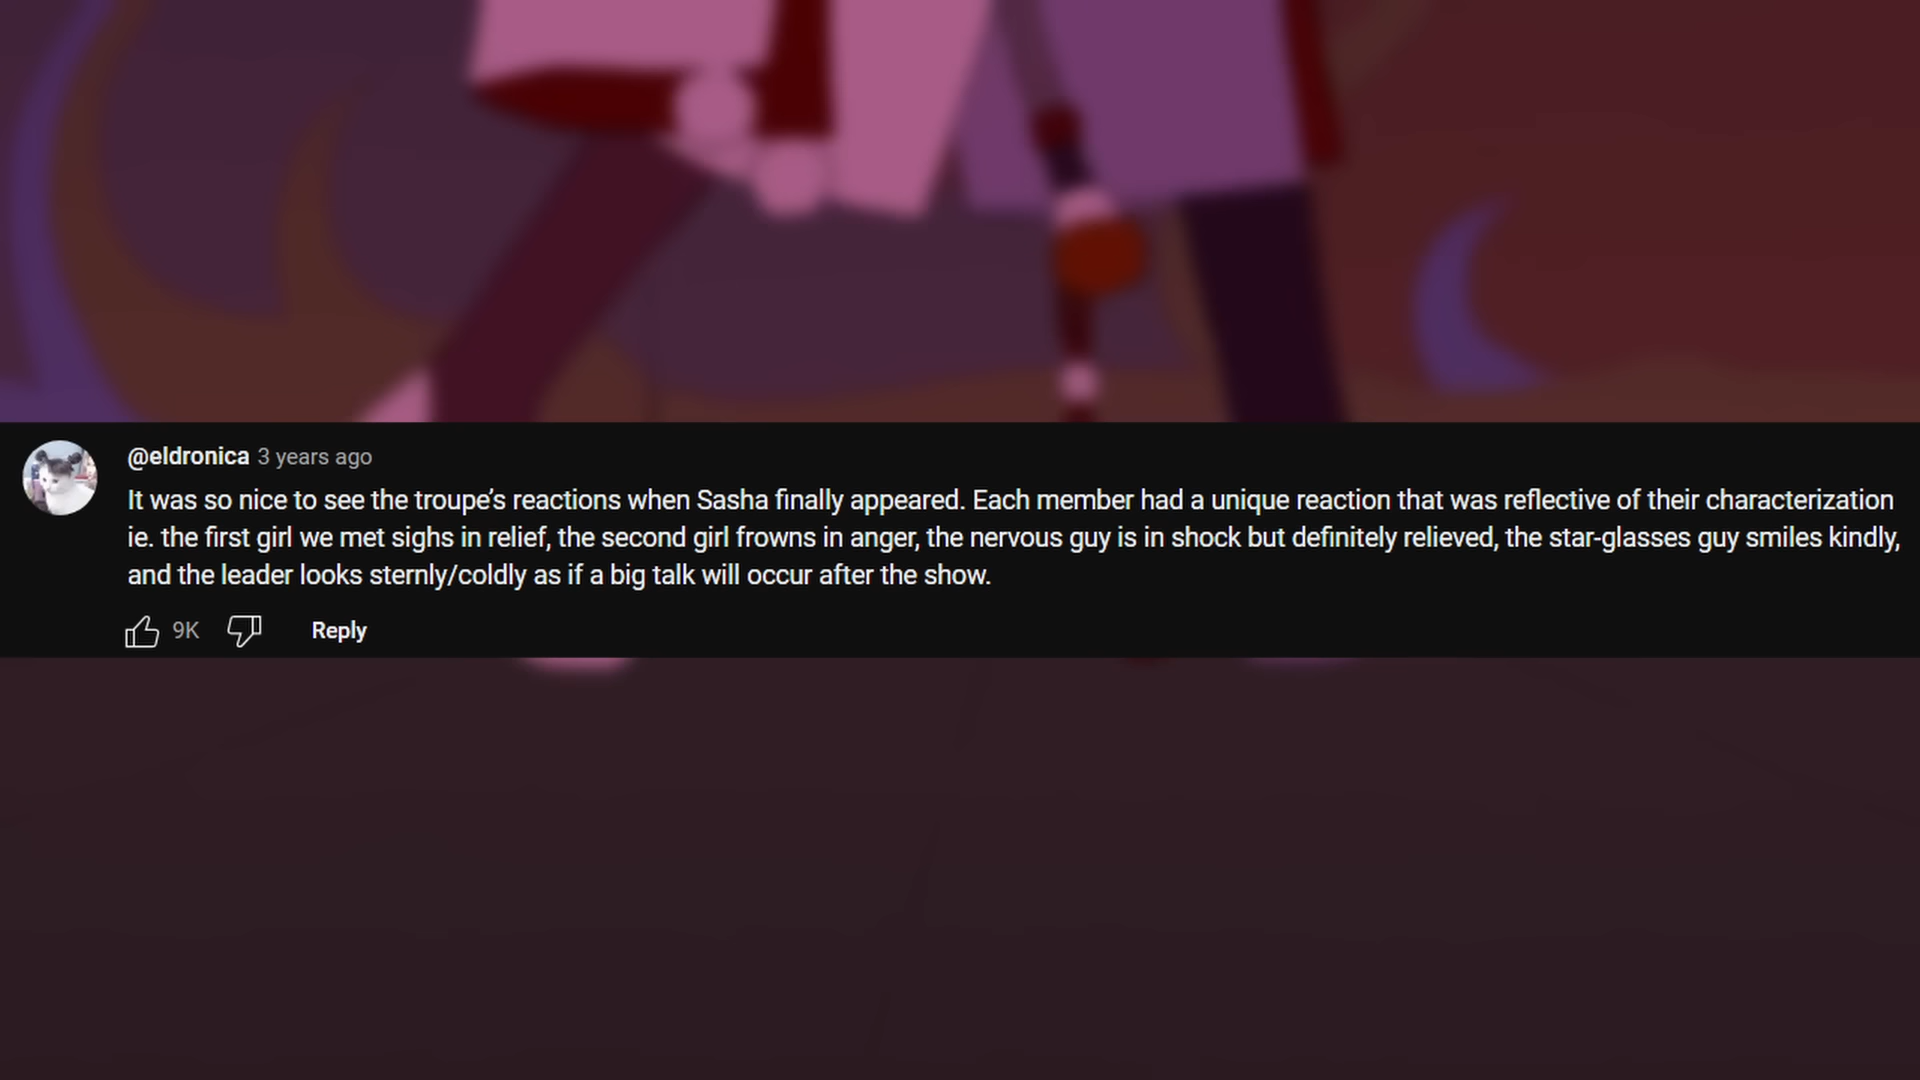 @eldronica 3 years ago
It was so nice to see the troupe’s reactions when Sasha finally appeared. Each member had a unique reaction that was reflective of their characterization
ie. the first girl we met sighs in relief, the second girl frowns in anger, the nervous guy is in shock but definitely relieved, the star-glasses guy smiles kindly,
and the leader looks sternly/coldly as if a big talk will occur after the show.
9K Reply